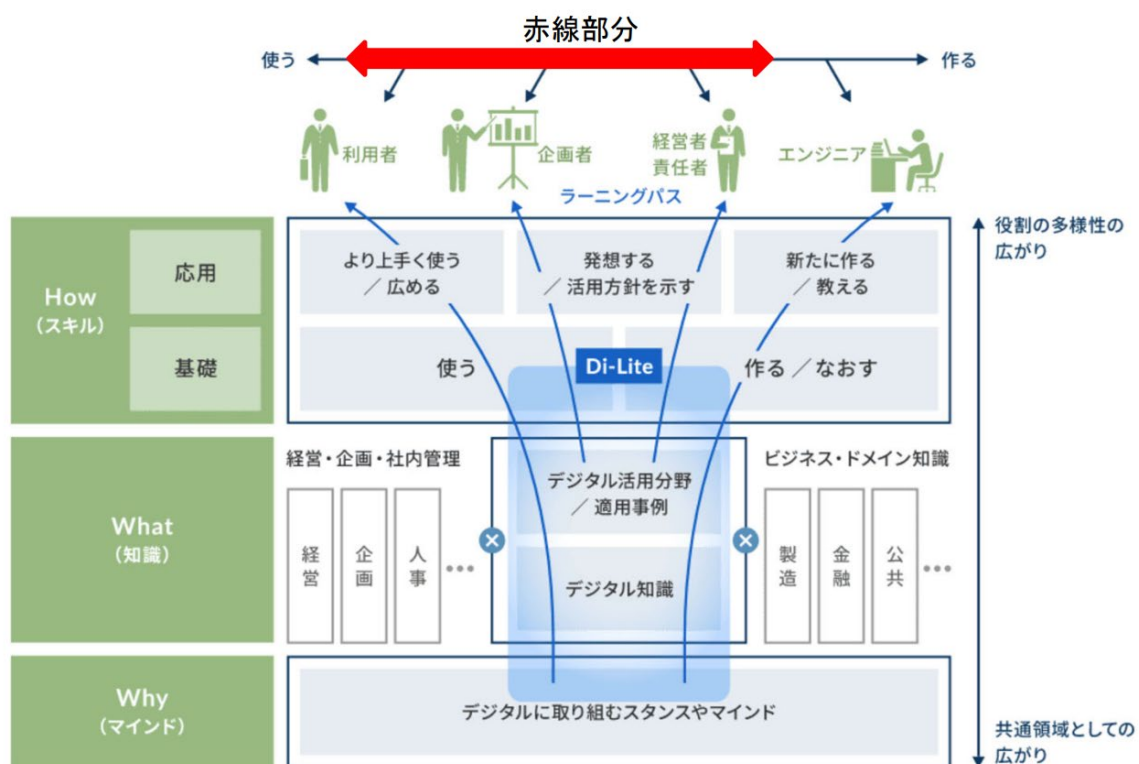 赤線部分
使う
作る
利用者
企画者
経営者
責任者
エンジニア
ラーニングパス
役割の多様性の
広がり
How
（スキル）
応用
より上手く使う
／ 広める
発想する
／ 活用方針を示す
新たに作る
／ 教える
基礎
使う
Di-Lite
作る ／ なおす
What
（知識）
経営・企画・社内管理
経営
企画
人事
•••
×
デジタル活用分野
／ 適用事例
デジタル知識
×
ビジネス・ドメイン知識
製造
金融
公共
•••
Why
（マインド）
デジタルに取り組むスタンスやマインド
共通領域としての
広がり